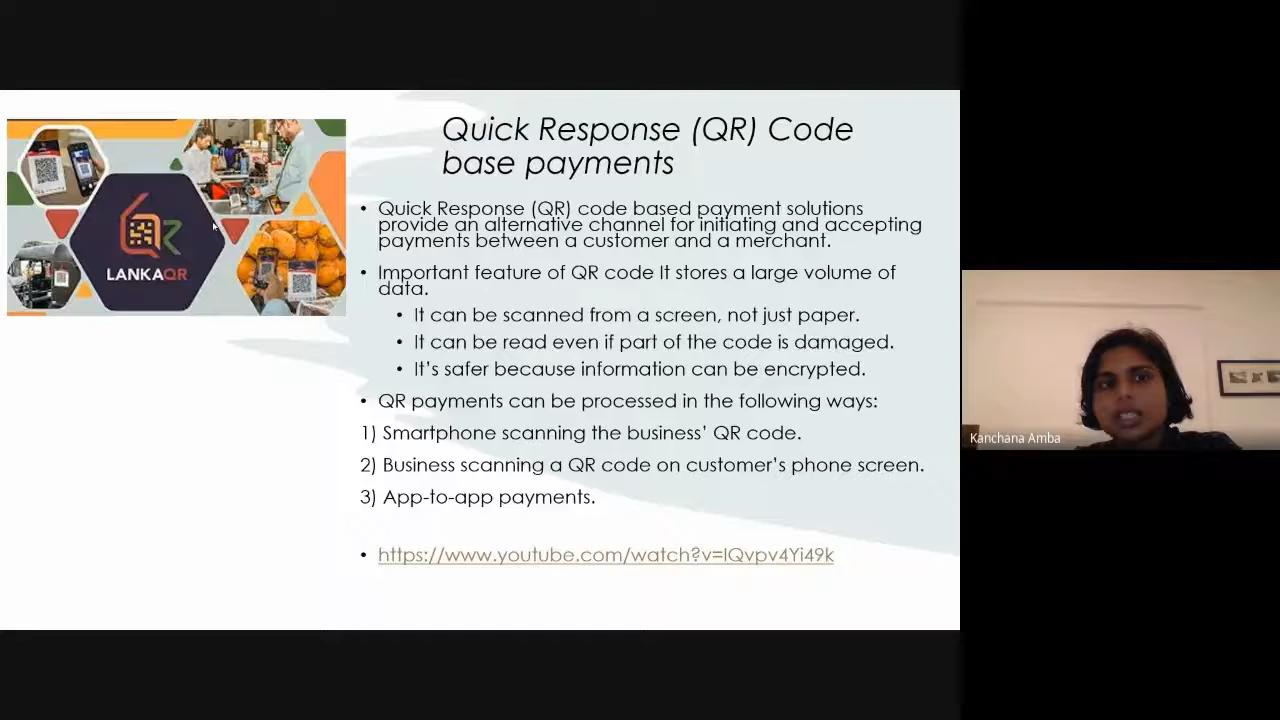 Quick Response (QR) Code
base payments
• Quick Response (QR) code based payment solutions
provide an alternative channel for initiating and accepting
payments between a customer and a merchant.
• Important feature of QR code It stores a large volume of
data.
• It can be scanned from a screen, not just paper.
• It can be read even if part of the code is damaged.
• It's safer because information can be encrypted.
• QR payments can be processed in the following ways:
1) Smartphone scanning the business' QR code.
2) Business scanning a QR code on customer's phone screen.
3) App-to-app payments.
• https://www.youtube.com/watch?v=IQvpv4Yi49k
LANKAQR
Kanchana Amba